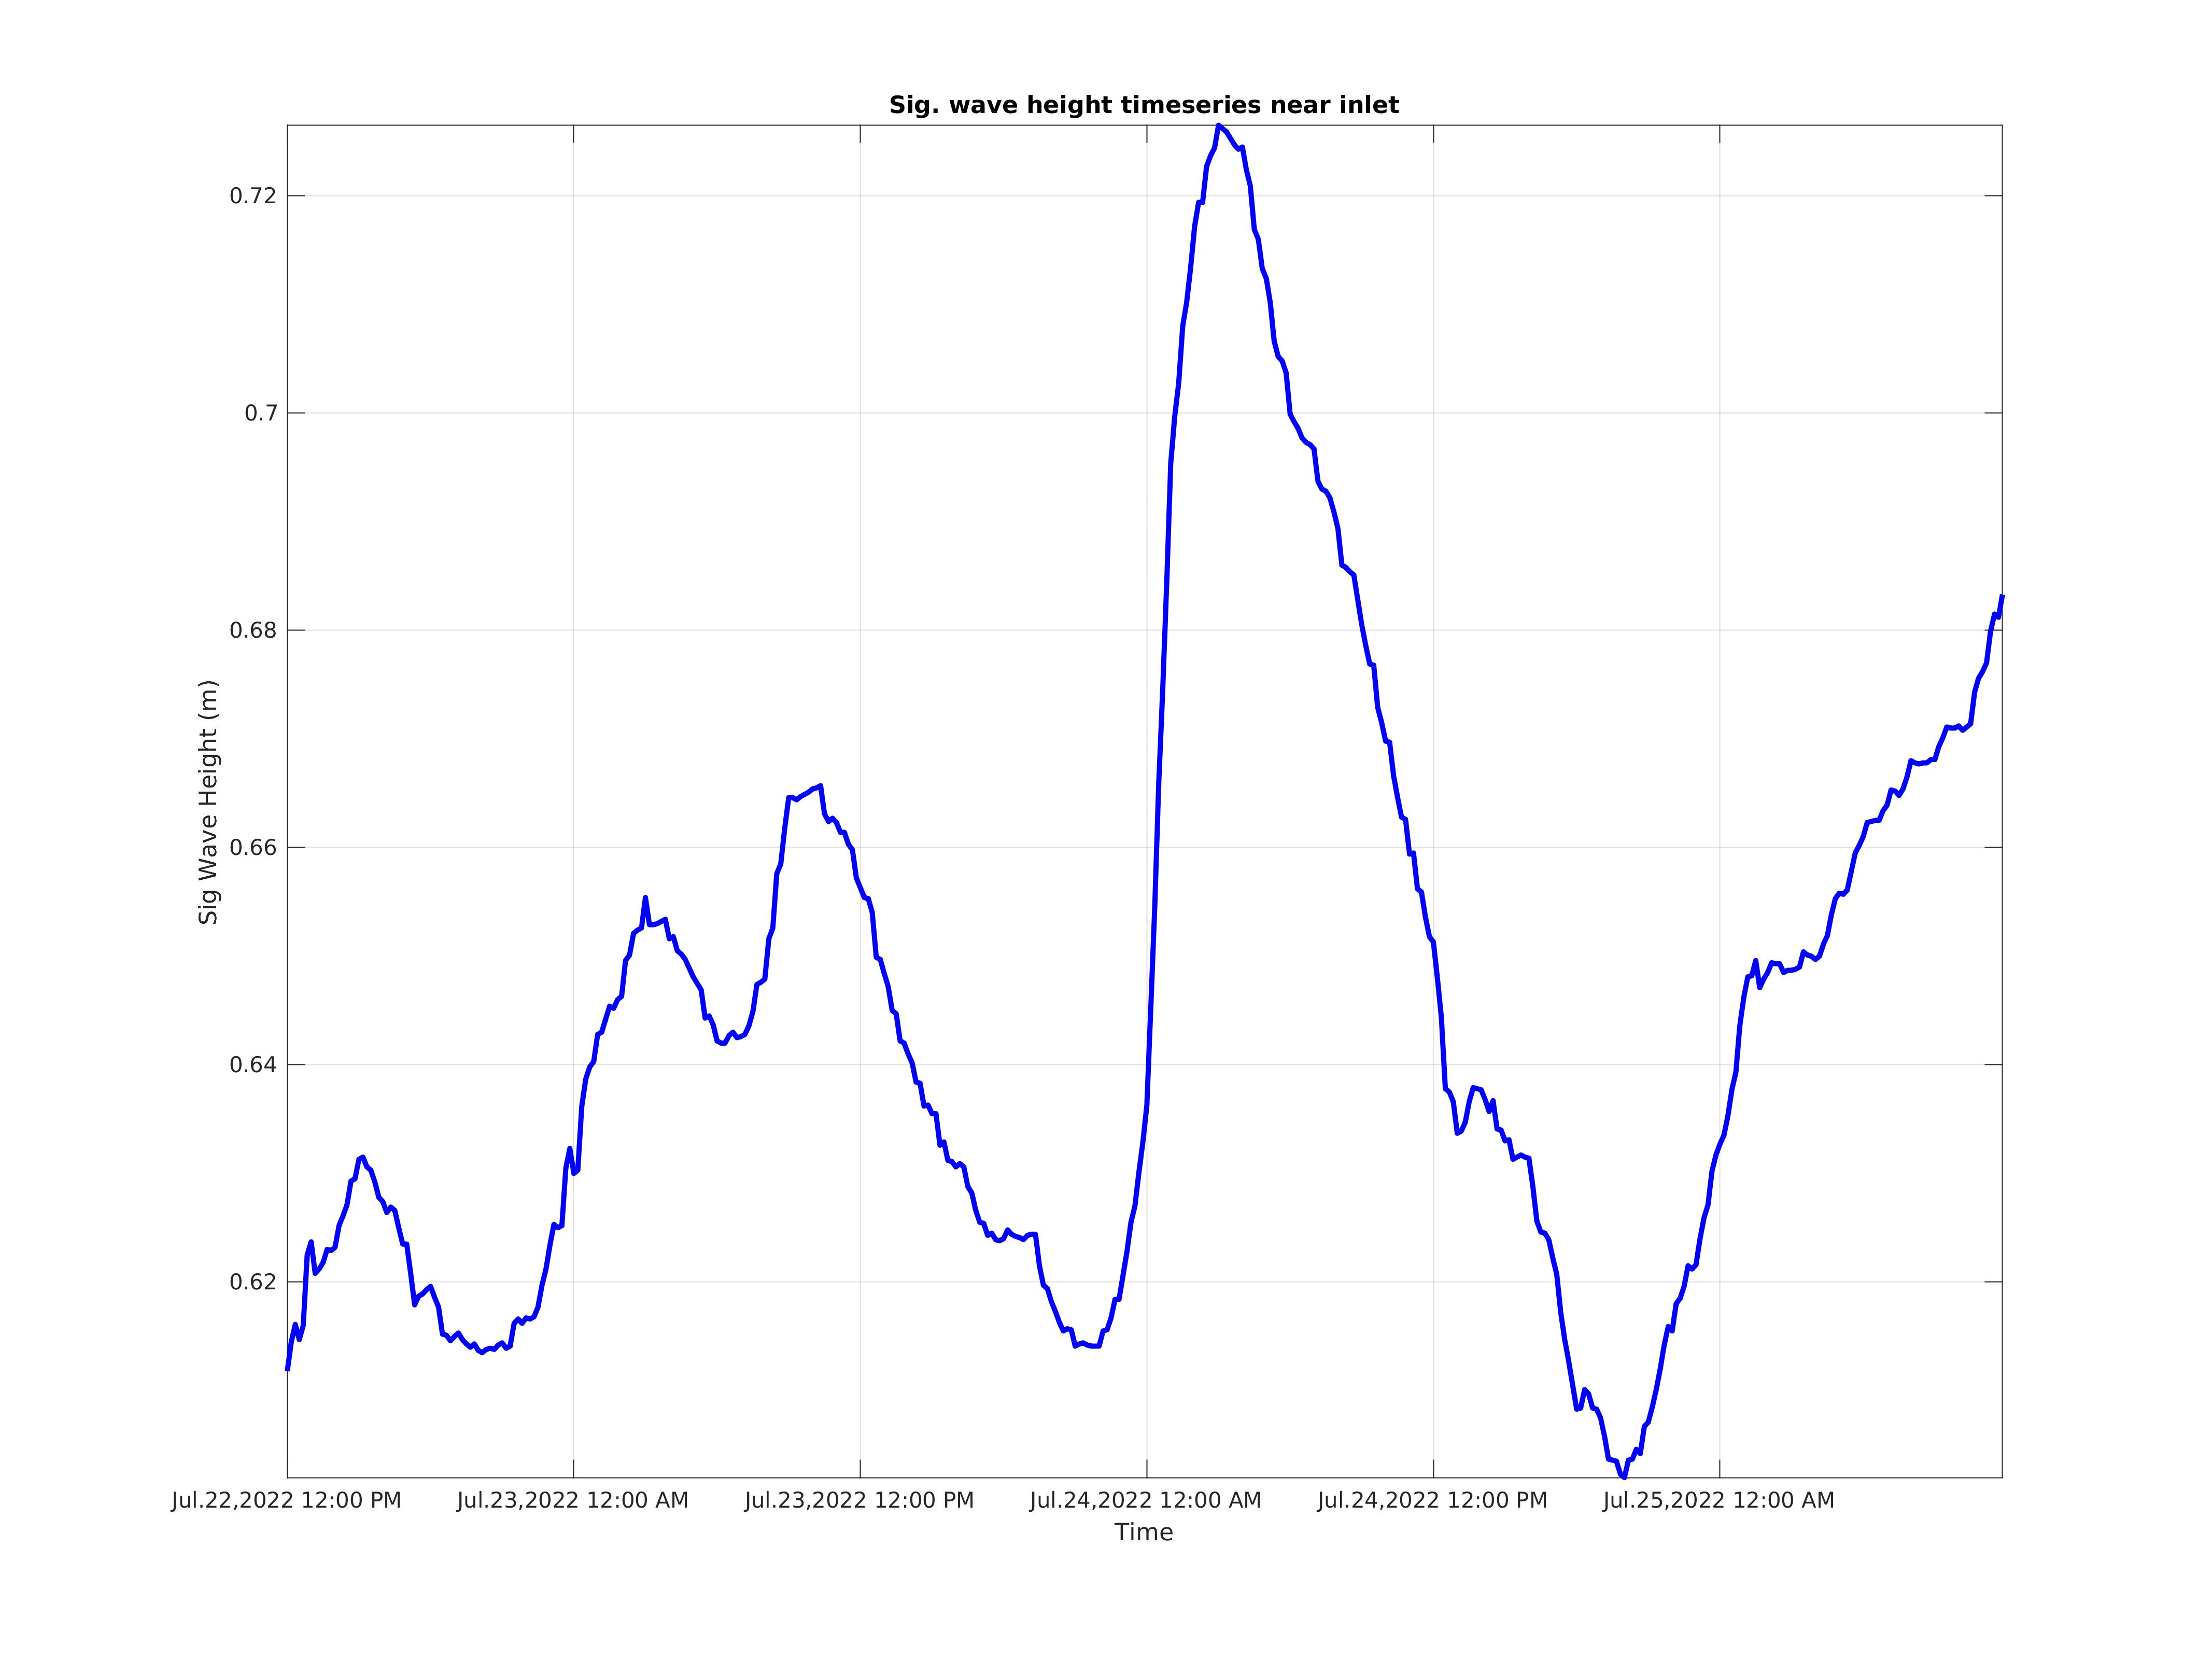 Sig. wave height timeseries near inlet
0.72
0.7
0.68
0.66
0.64
0.62
Sig Wave Height (m)
Jul.22,2022 12:00 PM
Jul.23,2022 12:00 AM
Jul.23,2022 12:00 PM
Jul.24,2022 12:00 AM
Jul.24,2022 12:00 PM
Jul.25,2022 12:00 AM
Time